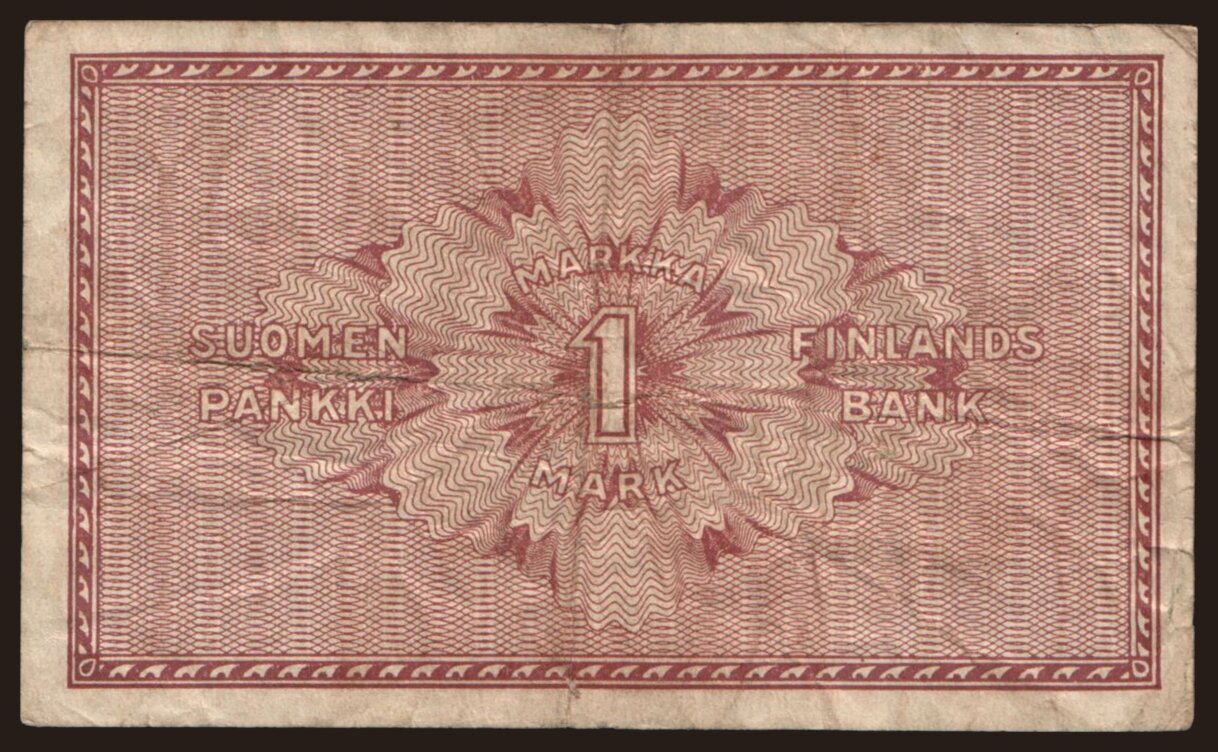 MARKKA
1
MARK
SUOMEN
PANKKI
FINLANDS
BANK